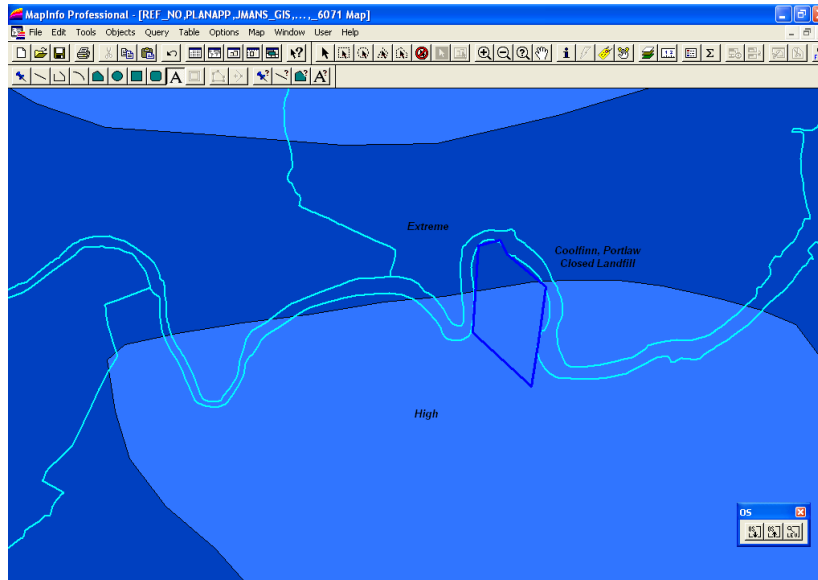 MapInfo Professional - [REF_NO,PLANAPP,JMANS_GIS,...,_6071 Map]
File Edit Tools Objects Query Table Options Map Window User Help
Extreme
Coolfinn, Portlaw
Closed Landfill
High
OS